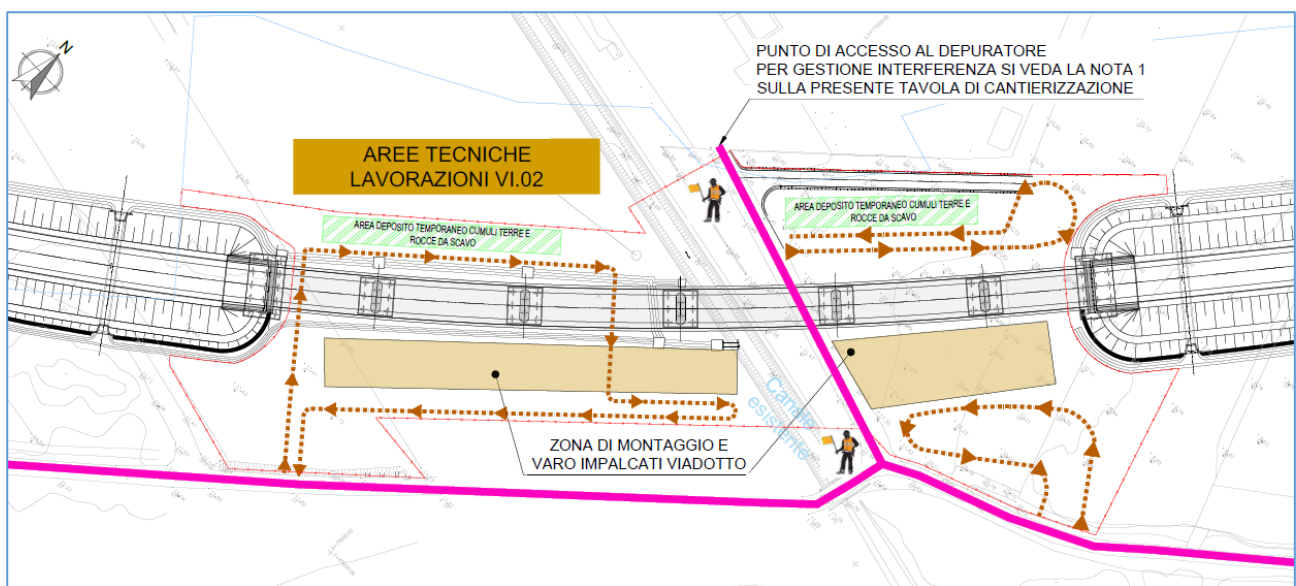 N
PUNTO DI ACCESSO AL DEPURATORE
PER GESTIONE INTERFERENZA SI VEDA LA NOTA 1
SULLA PRESENTE TAVOLA DI CANTIERIZZAZIONE
AREE TECNICHE
LAVORAZIONI VI.02
AREA DEPOSITO TEMPORANEO CUMULI TERRE E
ROCCE DA SCAVO
AREA DEPOSITO TEMPORANEO CUMULI TERRE E
ROCCE DA SCAVO
Canale
esistente
ZONA DI MONTAGGIO E
VARO IMPALCATI VIADOTTO